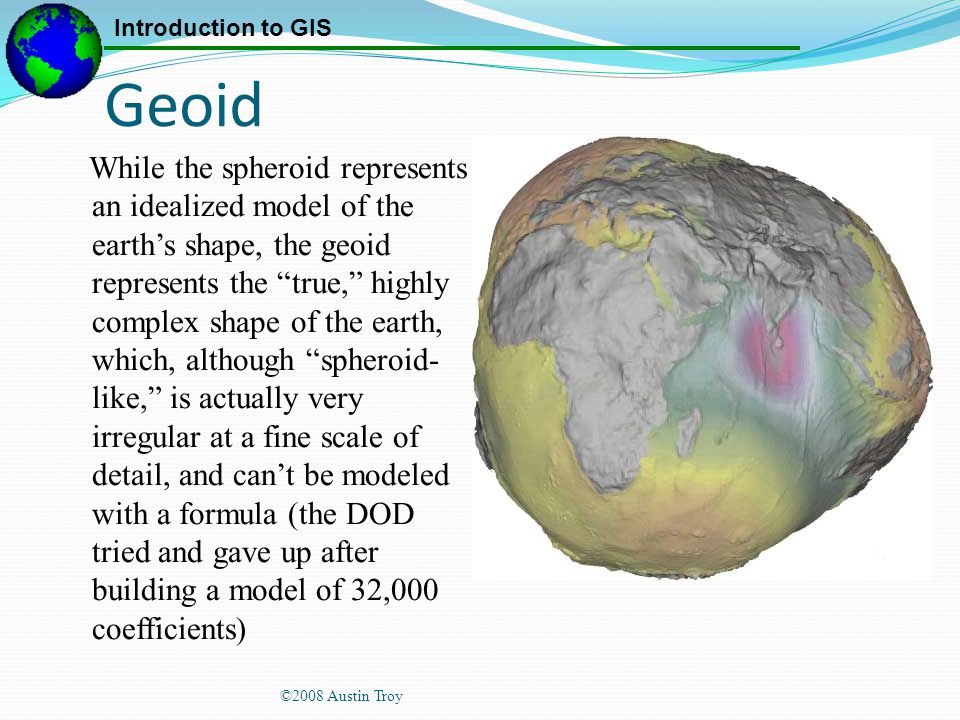 Introduction to GIS
Geoid
While the spheroid represents
an idealized model of the
earth’s shape, the geoid
represents the “true,” highly
complex shape of the earth,
which, although “spheroid-
like,” is actually very
irregular at a fine scale of
detail, and can’t be modeled
with a formula (the DOD
tried and gave up after
building a model of 32,000
coefficients)
©2008 Austin Troy